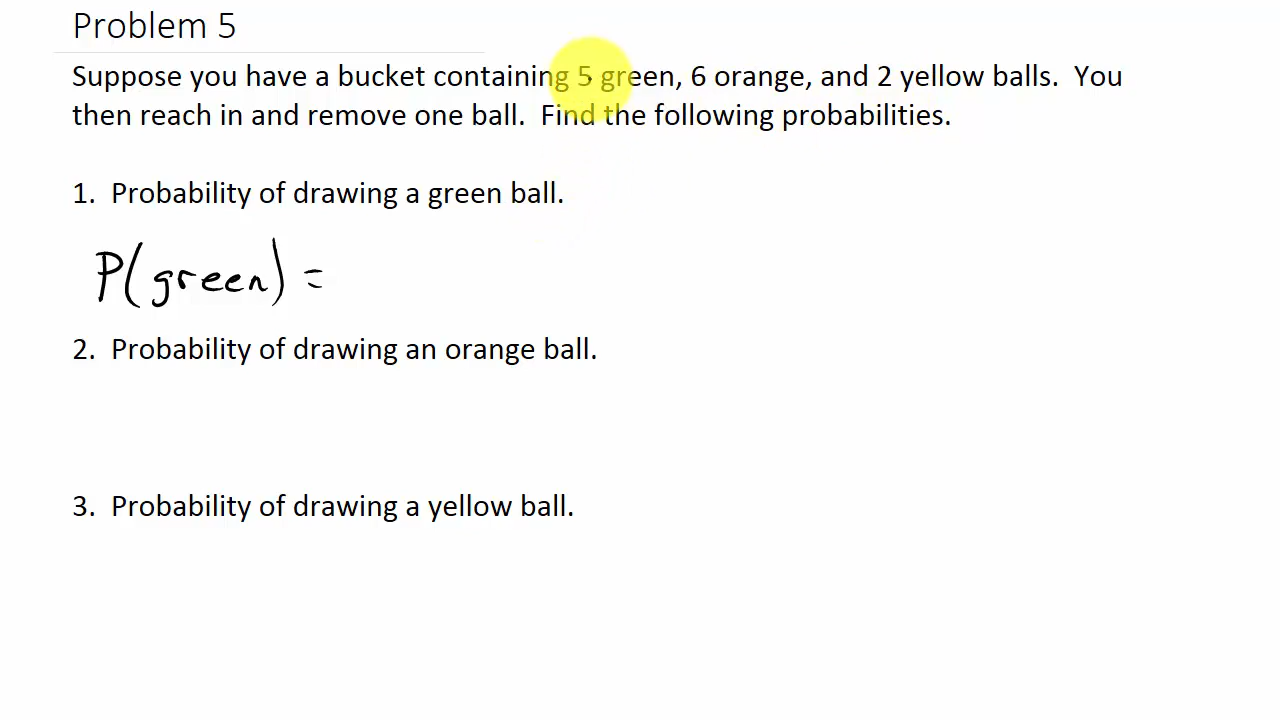 Problem 5
Suppose you have a bucket containing 5 green, 6 orange, and 2 yellow balls. You
then reach in and remove one ball. Find the following probabilities.
1. Probability of drawing a green ball.
P(green) =
2. Probability of drawing an orange ball.
3. Probability of drawing a yellow ball.